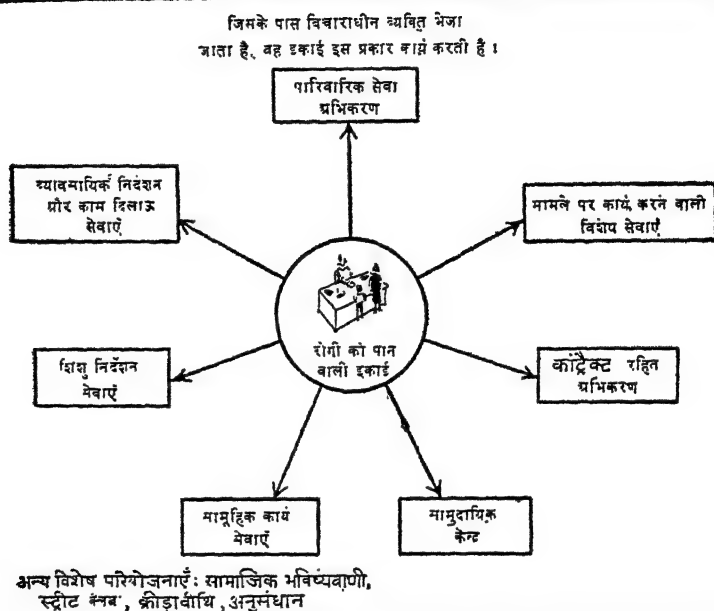 जिसके पास विचाराधीन व्यक्ति भेजा
जाता है, वह इकाई इस प्रकार कार्य करती है :
पारिवारिक सेवा
अभिकरण
व्यावसायिक निदेशन
और काम दिलाऊ
सेवाएँ
मामले पर कार्य करने वाली
विशेष सेवाएँ
रोगी को पाने
वाली इकाई
शिशु निर्देशन
सेवाएँ
कांट्रैक्ट रहित
अभिकरण
सामूहिक कार्य
सेवाएँ
सामुदायिक
केन्द्र
अन्य विशेष परियोजनाएँ : सामाजिक भविष्यवाणी,
स्ट्रीट क्लब, क्रीड़ावीथि, अनुसंधान